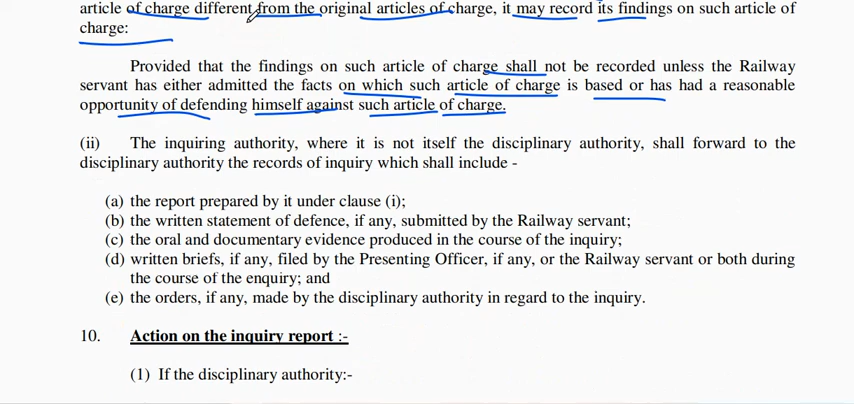 article of charge different from the original articles of charge, it may record its findings on such article of
charge:
Provided that the findings on such article of charge shall not be recorded unless the Railway
servant has either admitted the facts on which such article of charge is based or has had a reasonable
opportunity of defending himself against such article of charge.
(ii) The inquiring authority, where it is not itself the disciplinary authority, shall forward to the
disciplinary authority the records of inquiry which shall include -
(a) the report prepared by it under clause (i);
(b) the written statement of defence, if any, submitted by the Railway servant;
(c) the oral and documentary evidence produced in the course of the inquiry;
(d) written briefs, if any, filed by the Presenting Officer, if any, or the Railway servant or both during
the course of the enquiry; and
(e) the orders, if any, made by the disciplinary authority in regard to the inquiry.
10. Action on the inquiry report :-
(1) If the disciplinary authority:-